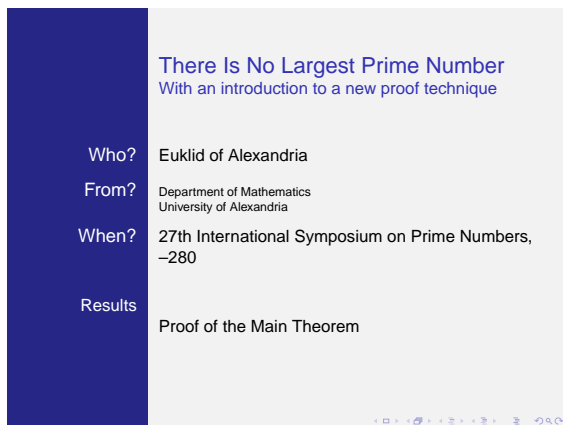 There Is No Largest Prime Number
With an introduction to a new proof technique
Who?
Euklid of Alexandria
From?
Department of Mathematics
University of Alexandria
When?
27th International Symposium on Prime Numbers,
–280
Results
Proof of the Main Theorem